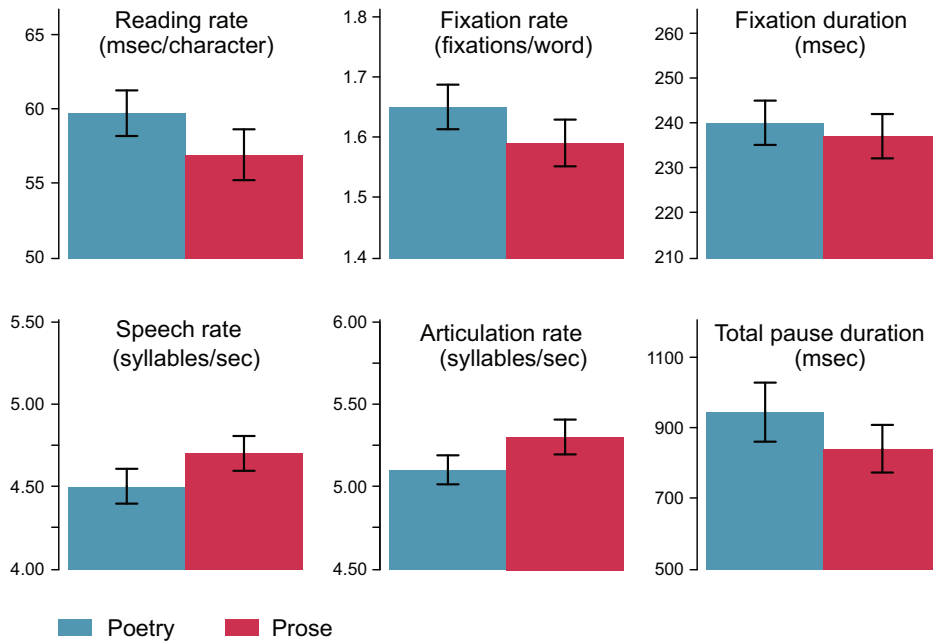 Reading rate
(msec/character)
65
60
55
50
Fixation rate
(fixations/word)
1.8
1.7
1.6
1.5
1.4
Fixation duration
(msec)
260
250
240
230
220
210
Speech rate
(syllables/sec)
5.50
5.00
4.50
4.00
Articulation rate
(syllables/sec)
6.00
5.50
5.00
4.50
Total pause duration
(msec)
1100
900
700
500
Poetry Prose